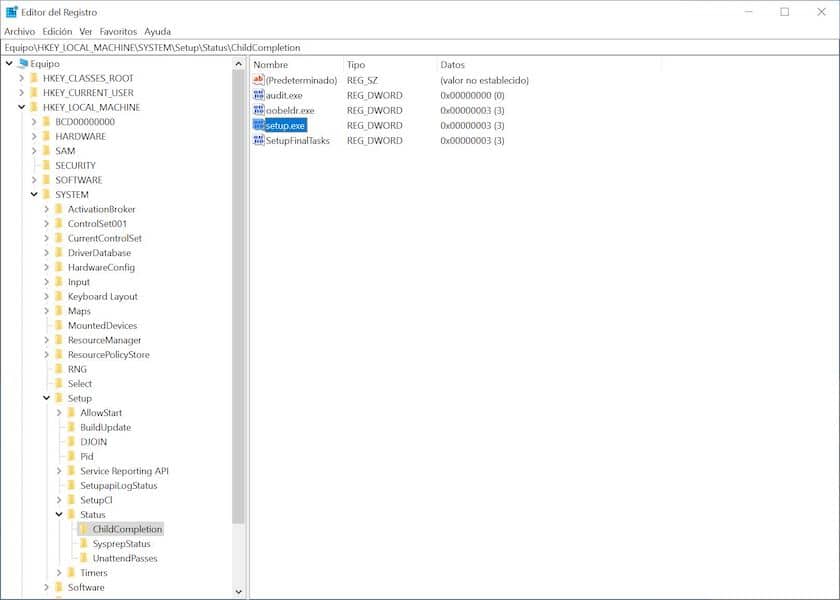 Editor del Registro
Archivo Edición Ver Favoritos Ayuda
Equipo\HKEY_LOCAL_MACHINE\SYSTEM\Setup\Status\ChildCompletion
Equipo
HKEY_CLASSES_ROOT
HKEY_CURRENT_USER
HKEY_LOCAL_MACHINE
BCD00000000
HARDWARE
SAM
SECURITY
SOFTWARE
SYSTEM
ActivationBroker
ControlSet001
CurrentControlSet
DriverDatabase
HardwareConfig
Input
Keyboard Layout
Maps
MountedDevices
ResourceManager
ResourcePolicyStore
RNG
Select
Setup
AllowStart
BuildUpdate
DJOIN
Pid
Service Reporting API
SetupapiLogStatus
SetupCl
Status
ChildCompletion
SysprepStatus
UnattendPasses
Timers
Software
Nombre Tipo Datos
(Predeterminado) REG_SZ (valor no establecido)
audit.exe REG_DWORD 0x00000000 (0)
oobeldr.exe REG_DWORD 0x00000003 (3)
setup.exe REG_DWORD 0x00000003 (3)
SetupFinalTasks REG_DWORD 0x00000003 (3)